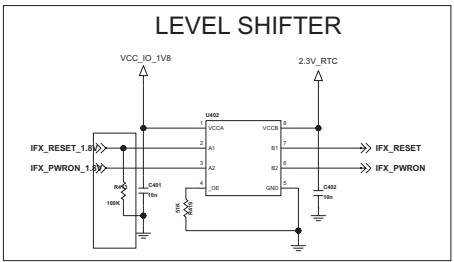 LEVEL SHIFTER
VCC_IO_1V8
2.3V_RTC
U402
1 VCCA VCCB 8
IFX_RESET_1.8V 2 A1 B1 7 IFX_RESET
IFX_PWRON_1.8V 3 A2 B2 6 IFX_PWRON
4 _OE GND 5
100K
C401
10n
51K
R419
C402
10n